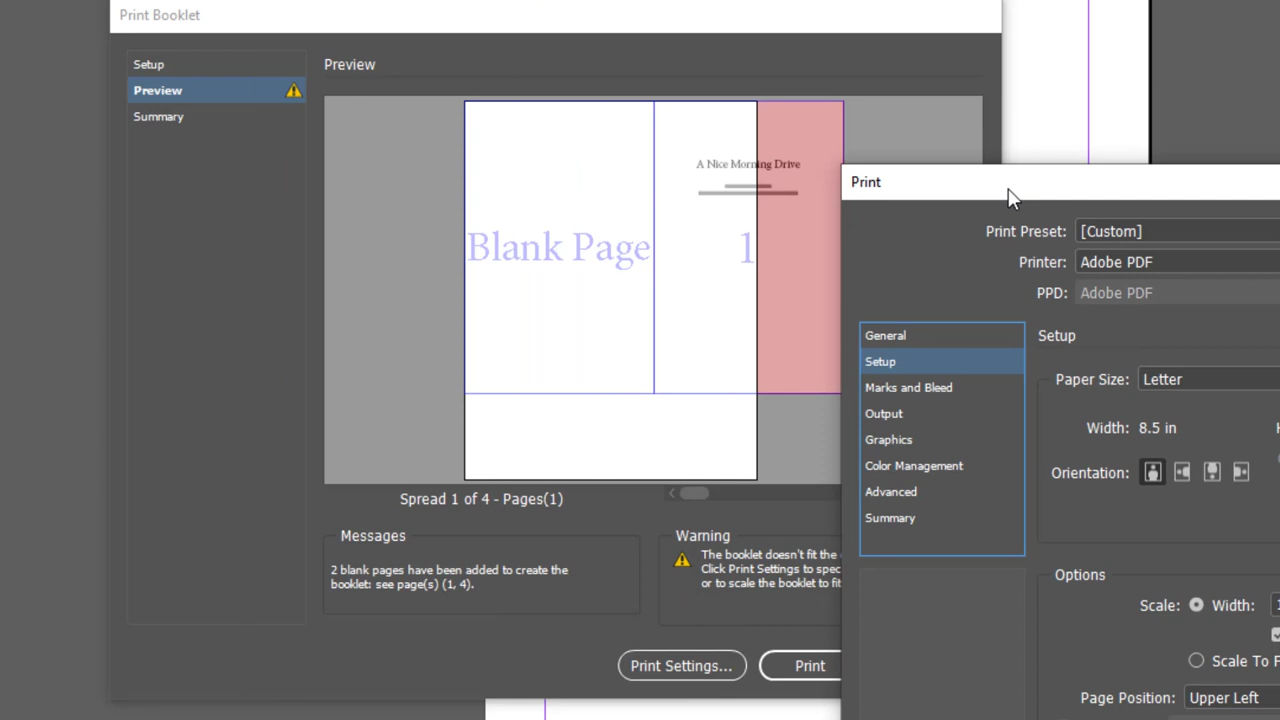 Print Booklet
Setup
Preview
Summary
Preview
Blank Page
1
A Nice Morning Drive
Spread 1 of 4 - Pages(1)
Messages
2 blank pages have been added to create the
booklet: see page(s) (1, 4).
Warning
The booklet doesn't fit the
Click Print Settings to spec
or to scale the booklet to fit
Print Settings...
Print
Print
Print Preset: [Custom]
Printer: Adobe PDF
PPD: Adobe PDF
General
Setup
Marks and Bleed
Output
Graphics
Color Management
Advanced
Summary
Setup
Paper Size: Letter
Width: 8.5 in
Orientation:
Options
Scale: Width:
Scale To F
Page Position: Upper Left